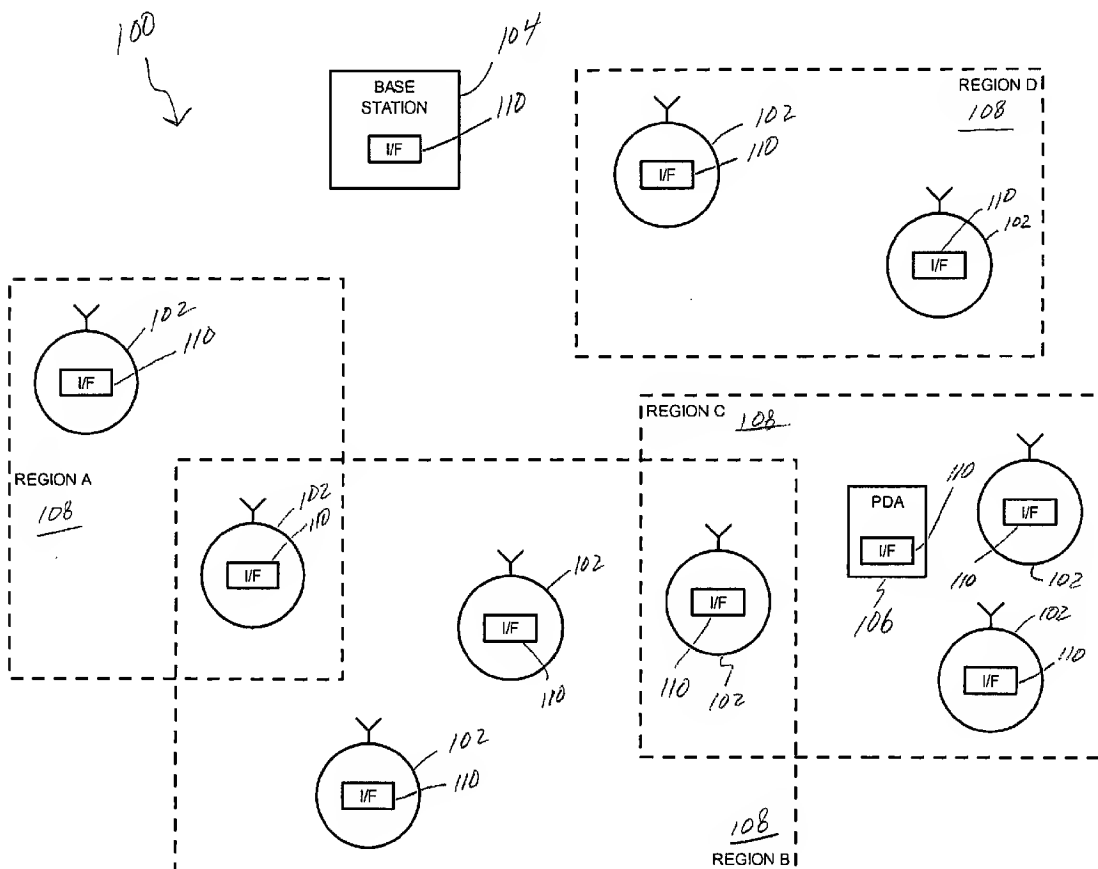 100
104
BASE
STATION
110
I/F
REGION D
108
102
110
I/F
110
102
I/F
102
110
I/F
REGION A
108
REGION C 108
102
110
I/F
102
I/F
110
I/F
110
102
PDA
I/F
110
106
I/F
110
102
102
110
I/F
102
110
I/F
108
REGION B